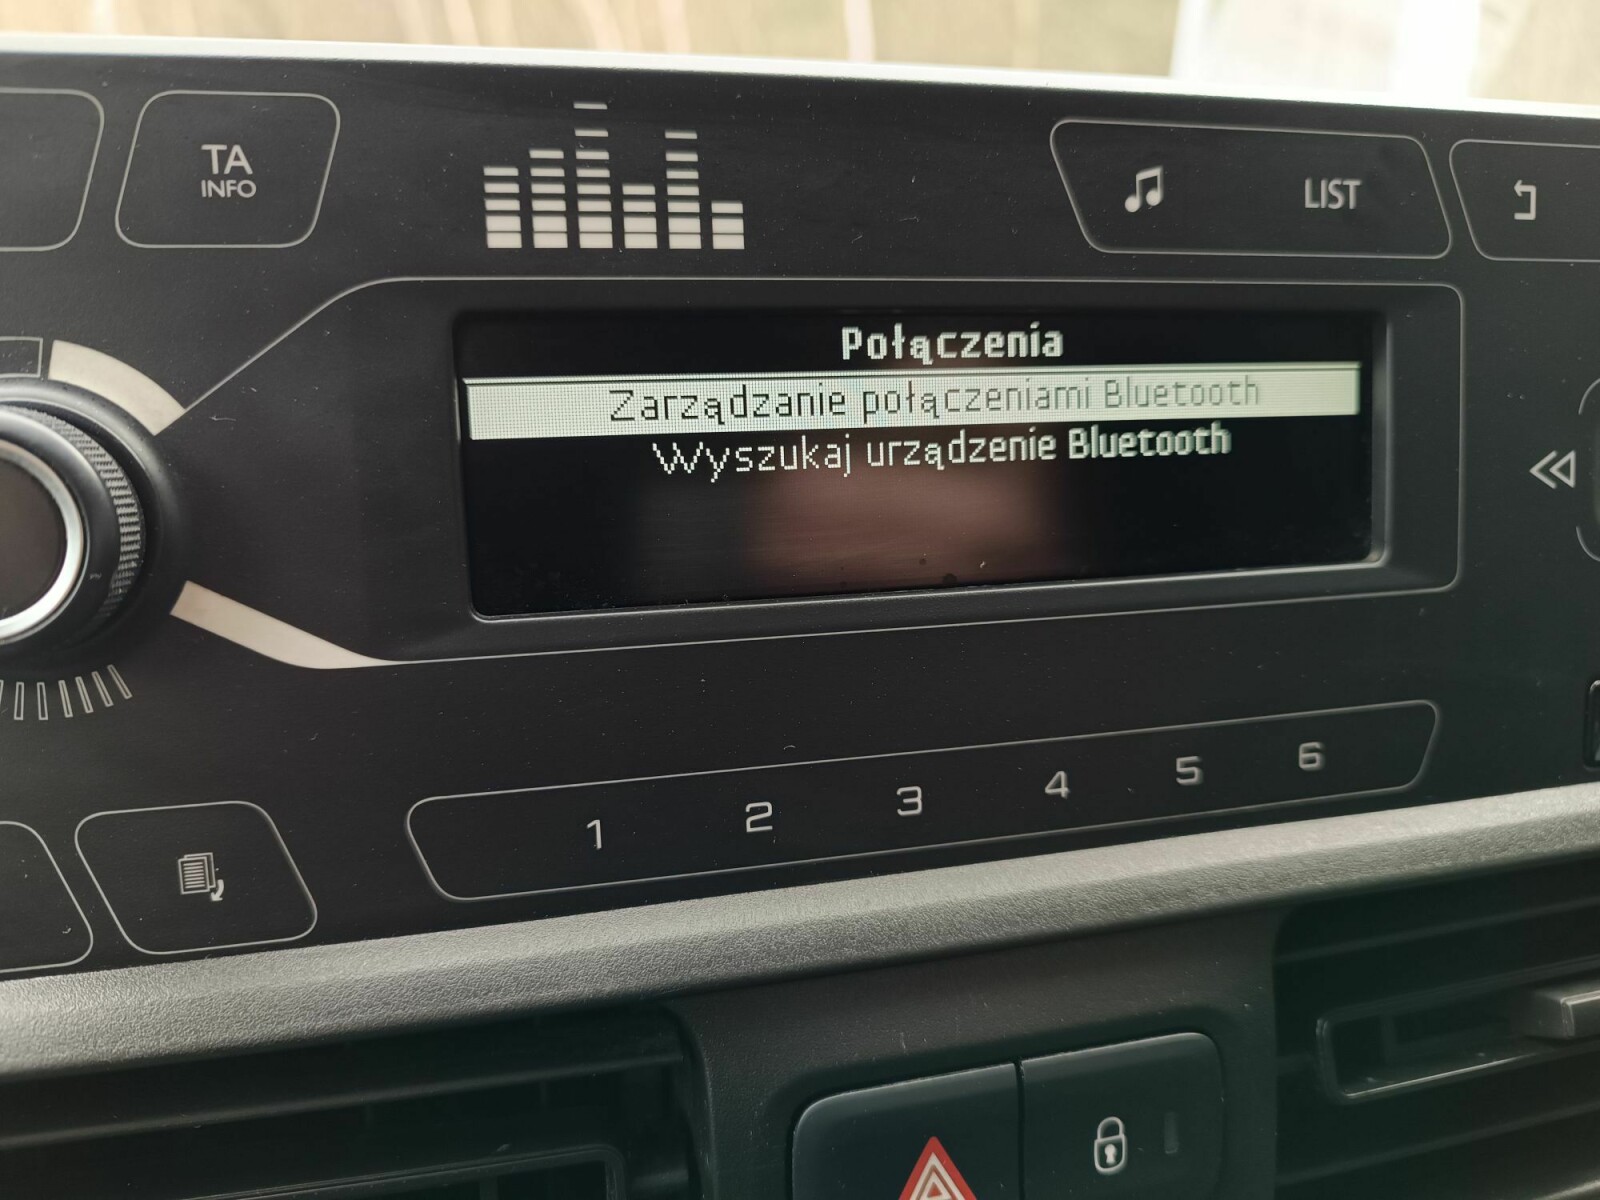 TA
INFO
LIST
Połączenia
Zarządzanie połączeniami Bluetooth
Wyszukaj urządzenie Bluetooth
1 2 3 4 5 6